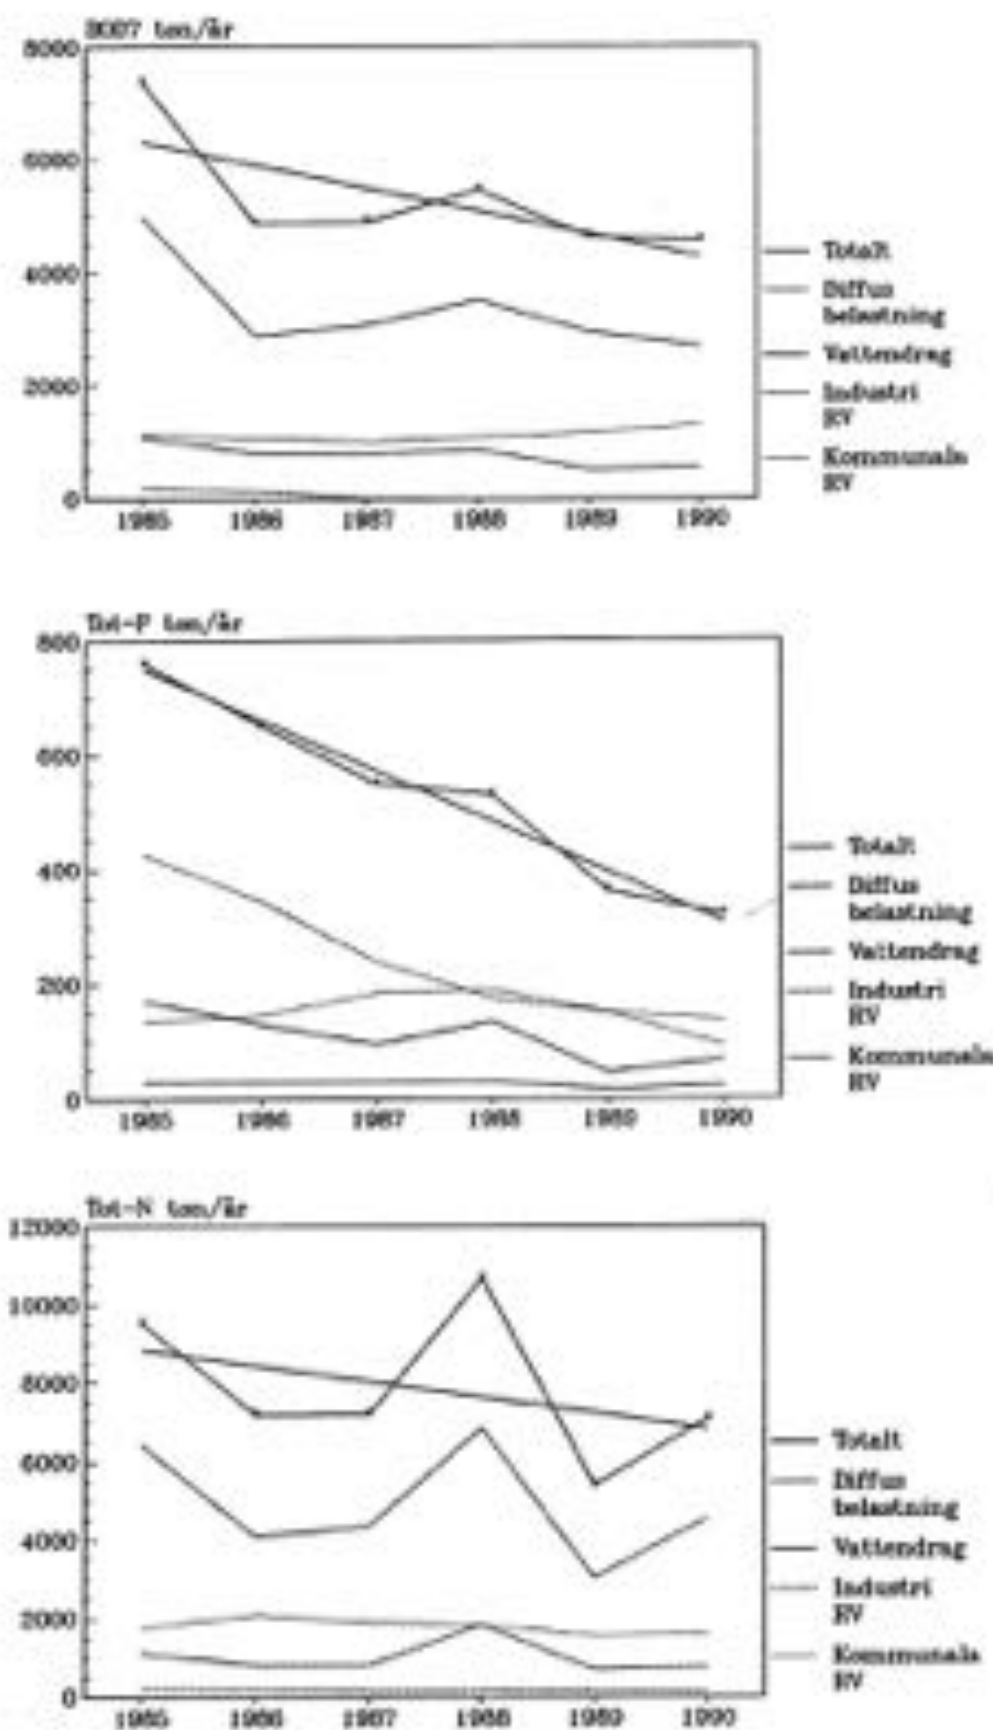 BOD7 ton/år
8000
6000
4000
2000
0
1985 1986 1987 1988 1989 1990
Totalt
Diffus
belastning
Vattendrag
Industri
RV
Kommunala
RV
Tot-P ton/år
800
600
400
200
0
1985 1986 1987 1988 1989 1990
Totalt
Diffus
belastning
Vattendrag
Industri
RV
Kommunala
RV
Tot-N ton/år
12000
10000
8000
6000
4000
2000
0
1985 1986 1987 1988 1989 1990
Totalt
Diffus
belastning
Vattendrag
Industri
RV
Kommunala
RV